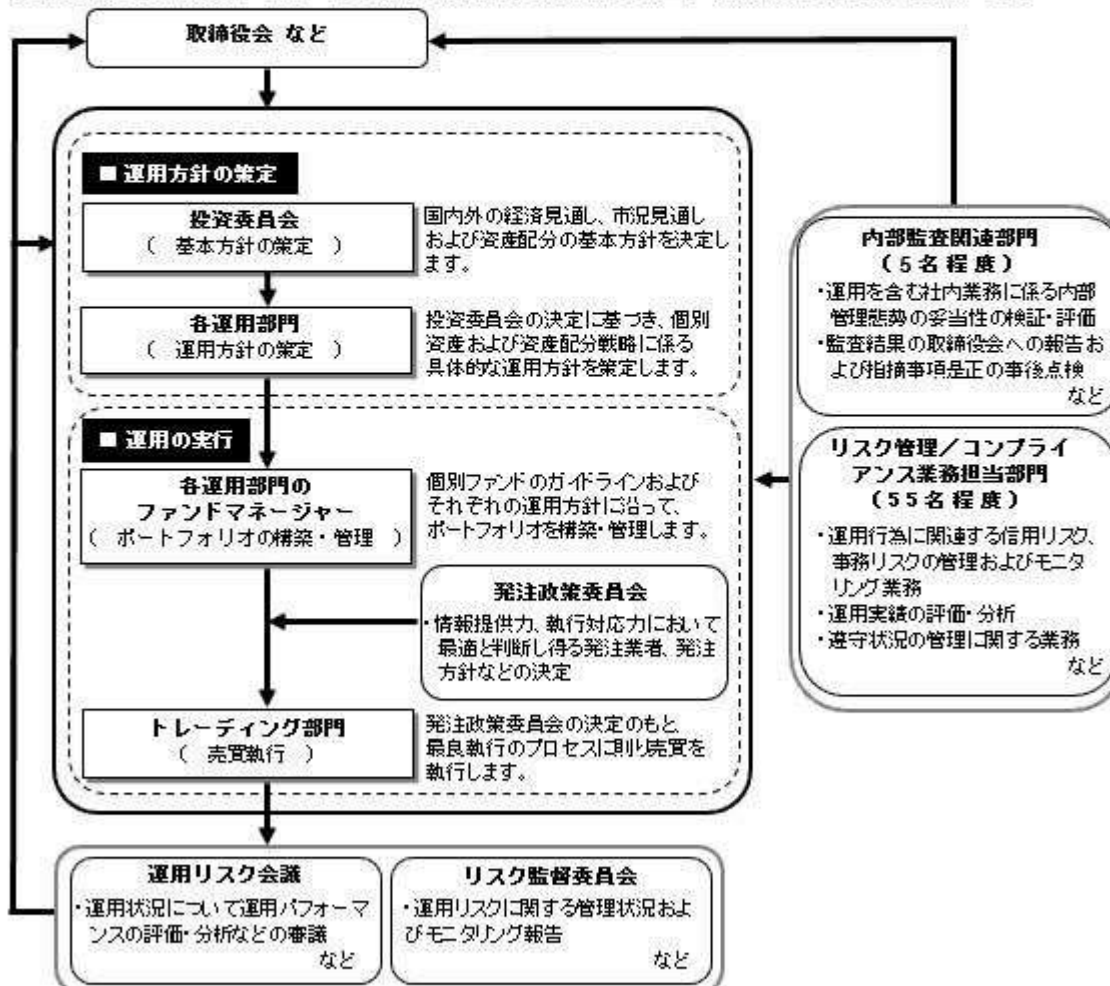 取締役会 など
■ 運用方針の策定
投資委員会
（ 基本方針の策定 ）
国内外の経済見通し、市況見通し
および資産配分の基本方針を決定し
ます。
各運用部門
（ 運用方針の策定 ）
投資委員会の決定に基づき、個別
資産および資産配分戦略に係る
具体的な運用方針を策定します。
■ 運用の実行
各運用部門の
ファンドマネージャー
（ ポートフォリオの構築・管理 ）
個別ファンドのガイドラインおよび
それぞれの運用方針に沿って、
ポートフォリオを構築・管理します。
発注政策委員会
・情報提供力、執行対応力において
最適と判断し得る発注業者、発注
方針などの決定
トレーディング部門
（ 売買執行 ）
発注政策委員会の決定のもと、
最良執行のプロセスに則り売買を
執行します。
内部監査関連部門
（5名程度）
・運用を含む社内業務に係る内部
管理態勢の妥当性の検証・評価
・監査結果の取締役会への報告お
よび指摘事項是正の事後点検
など
リスク管理／コンプライ
アンス業務担当部門
（55名程度）
・運用行為に関連する信用リスク、
事務リスクの管理およびモニタ
リング業務
・運用実績の評価・分析
・遵守状況の管理に関する業務
など
運用リスク会議
・運用状況について運用パフォーマ
ンスの評価・分析などの審議
など
リスク監督委員会
・運用リスクに関する管理状況およ
びモニタリング報告
など